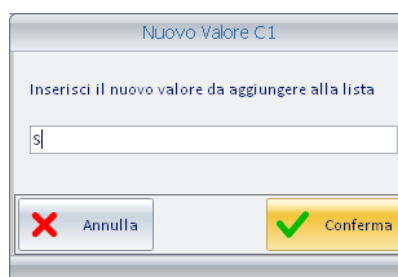 Nuovo Valore C1
Inserisci il nuovo valore da aggiungere alla lista
s
Annulla
Conferma